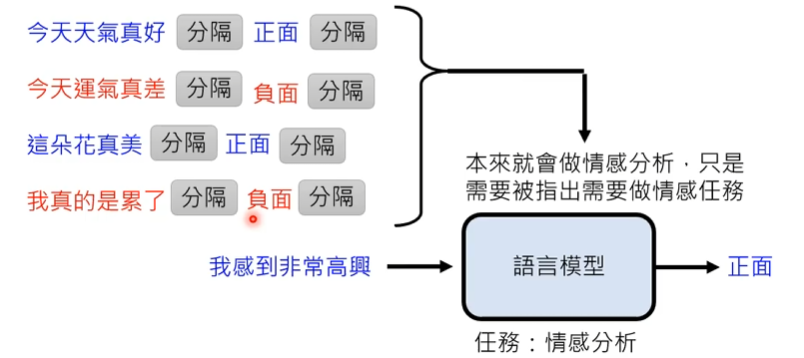 今天天氣真好 分隔 正面 分隔
今天運氣真差 分隔 負面 分隔
這朵花真美 分隔 正面 分隔
本來就會做情感分析，只是
需要被指出需要做情感任務
我真的是累了 分隔 負面 分隔
我感到非常高興 語言模型 正面
任務：情感分析